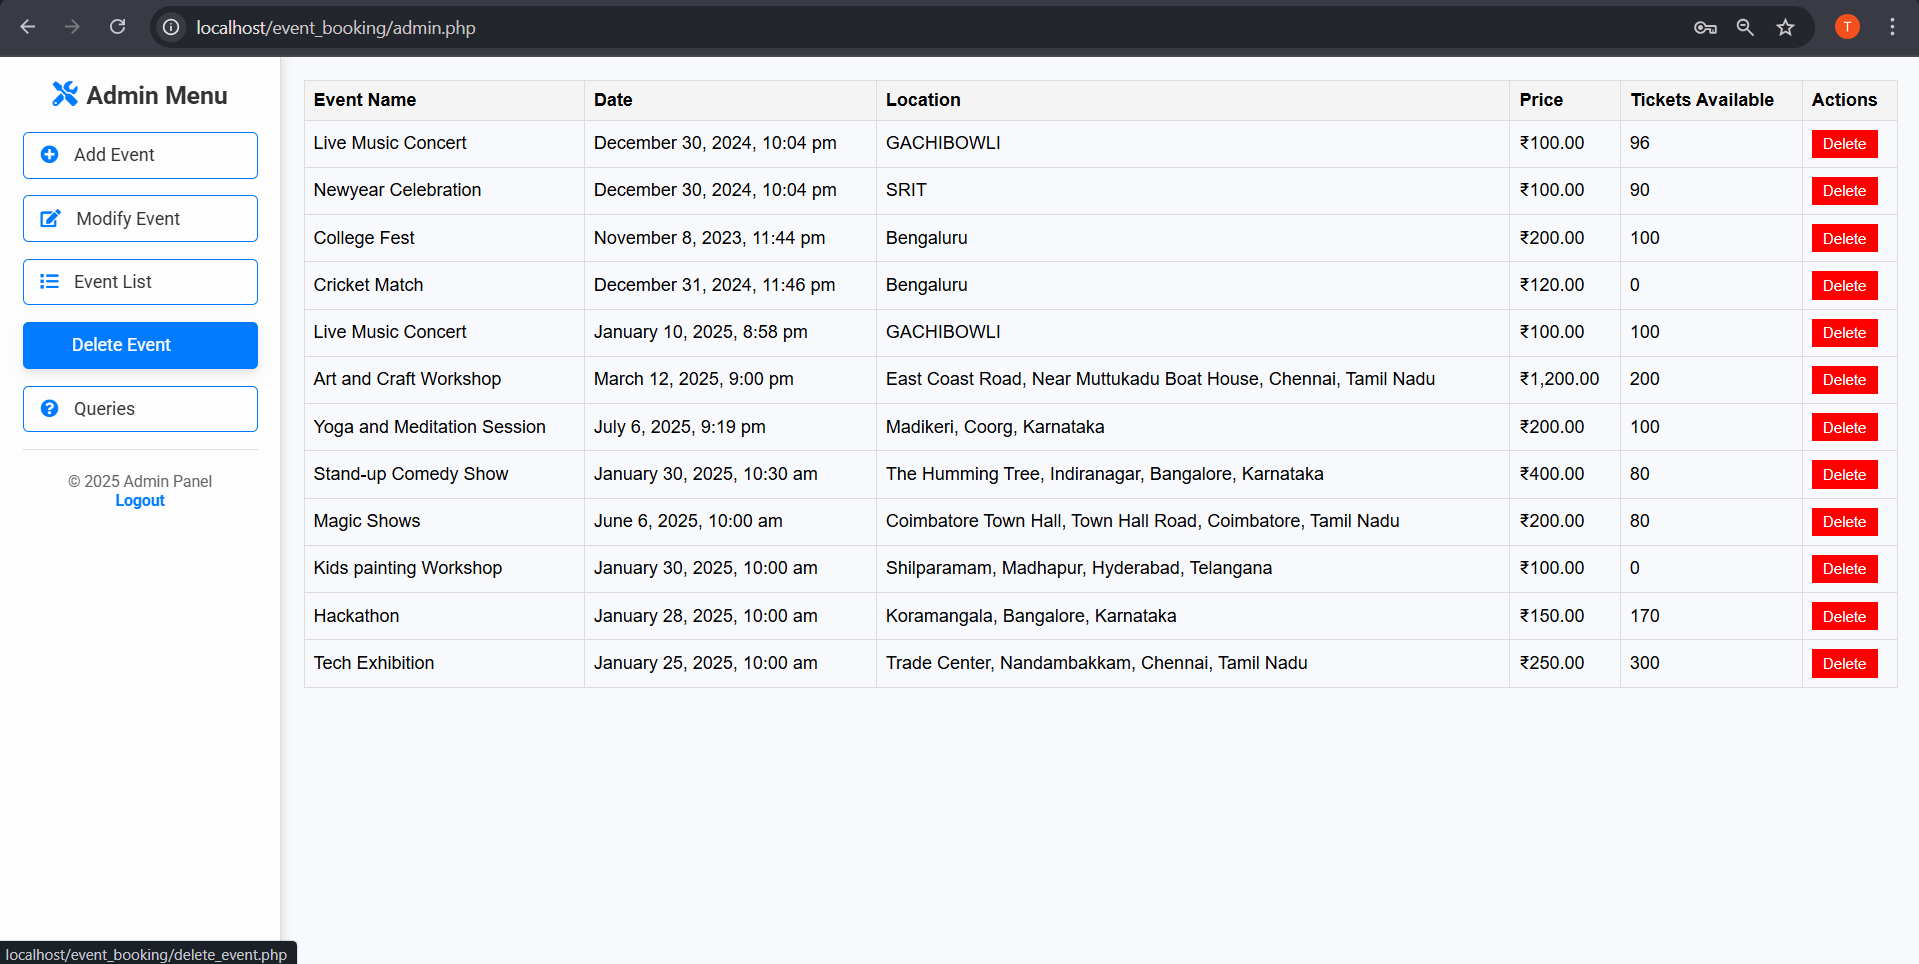 localhost/event_booking/admin.php
T
Admin Menu
Add Event
Modify Event
Event List
Delete Event
Queries
© 2025 Admin Panel
Logout
Event Name Date Location Price Tickets Available Actions
Live Music Concert December 30, 2024, 10:04 pm GACHIBOWLI ₹100.00 96 Delete
Newyear Celebration December 30, 2024, 10:04 pm SRIT ₹100.00 90 Delete
College Fest November 8, 2023, 11:44 pm Bengaluru ₹200.00 100 Delete
Cricket Match December 31, 2024, 11:46 pm Bengaluru ₹120.00 0 Delete
Live Music Concert January 10, 2025, 8:58 pm GACHIBOWLI ₹100.00 100 Delete
Art and Craft Workshop March 12, 2025, 9:00 pm East Coast Road, Near Muttukadu Boat House, Chennai, Tamil Nadu ₹1,200.00 200 Delete
Yoga and Meditation Session July 6, 2025, 9:19 pm Madikeri, Coorg, Karnataka ₹200.00 100 Delete
Stand-up Comedy Show January 30, 2025, 10:30 am The Humming Tree, Indiranagar, Bangalore, Karnataka ₹400.00 80 Delete
Magic Shows June 6, 2025, 10:00 am Coimbatore Town Hall, Town Hall Road, Coimbatore, Tamil Nadu ₹200.00 80 Delete
Kids painting Workshop January 30, 2025, 10:00 am Shilparamam, Madhapur, Hyderabad, Telangana ₹100.00 0 Delete
Hackathon January 28, 2025, 10:00 am Koramangala, Bangalore, Karnataka ₹150.00 170 Delete
Tech Exhibition January 25, 2025, 10:00 am Trade Center, Nandambakkam, Chennai, Tamil Nadu ₹250.00 300 Delete
localhost/event_booking/delete_event.php